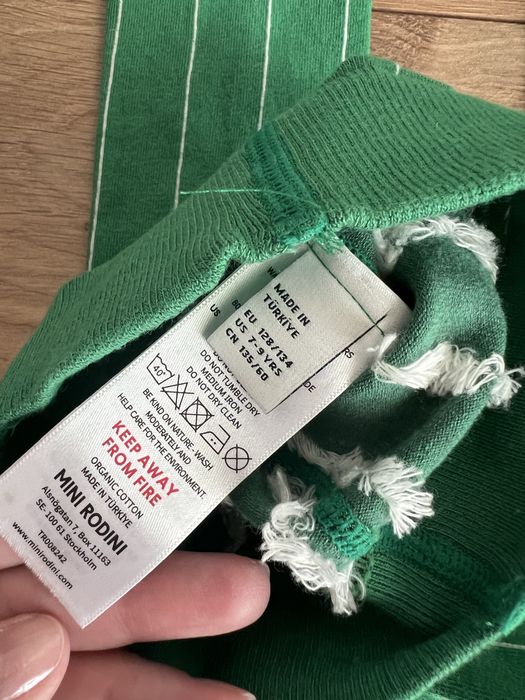 MADE IN
TÜRKİYE
EU 128/134
US 7-9 YRS
CN 135/60
US
DO NOT TUMBLE DRY
MEDIUM IRON
DO NOT DRY CLEAN
40
BE KIND ON NATURE. WASH
MODERATELY AND
HELP CARE FOR THE ENVIRONMENT.
KEEP AWAY
FROM FIRE
ORGANIC COTTON
MADE IN TÜRKİYE
MINI RODINI
Alsnögatan 7, Box 11163
SE- 100 61 Stockholm
TR008242
www.minirodini.com